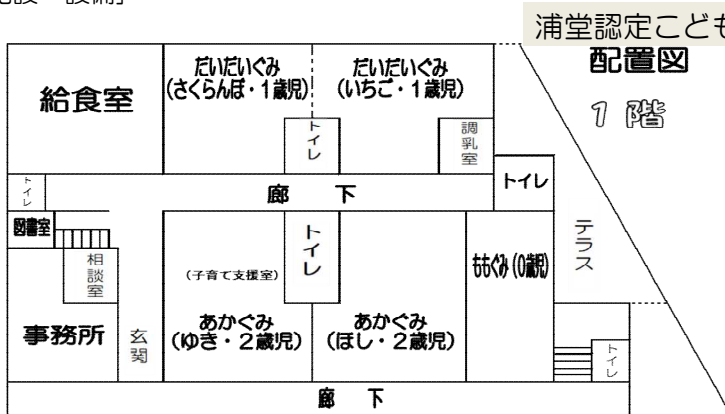 浦堂認定こども
配置図
1階
給食室
だいだいぐみ
(さくらんぼ・1歳児)
だいだいぐみ
(いちご・1歳児)
トイレ
調乳室
トイレ
廊 下
トイレ
図書室
相談室
事務所
玄関
(子育て支援室)
トイレ
あかぐみ
(ゆき・2歳児)
あかぐみ
(ほし・2歳児)
ももぐみ(0歳児)
テラス
トイレ
廊 下